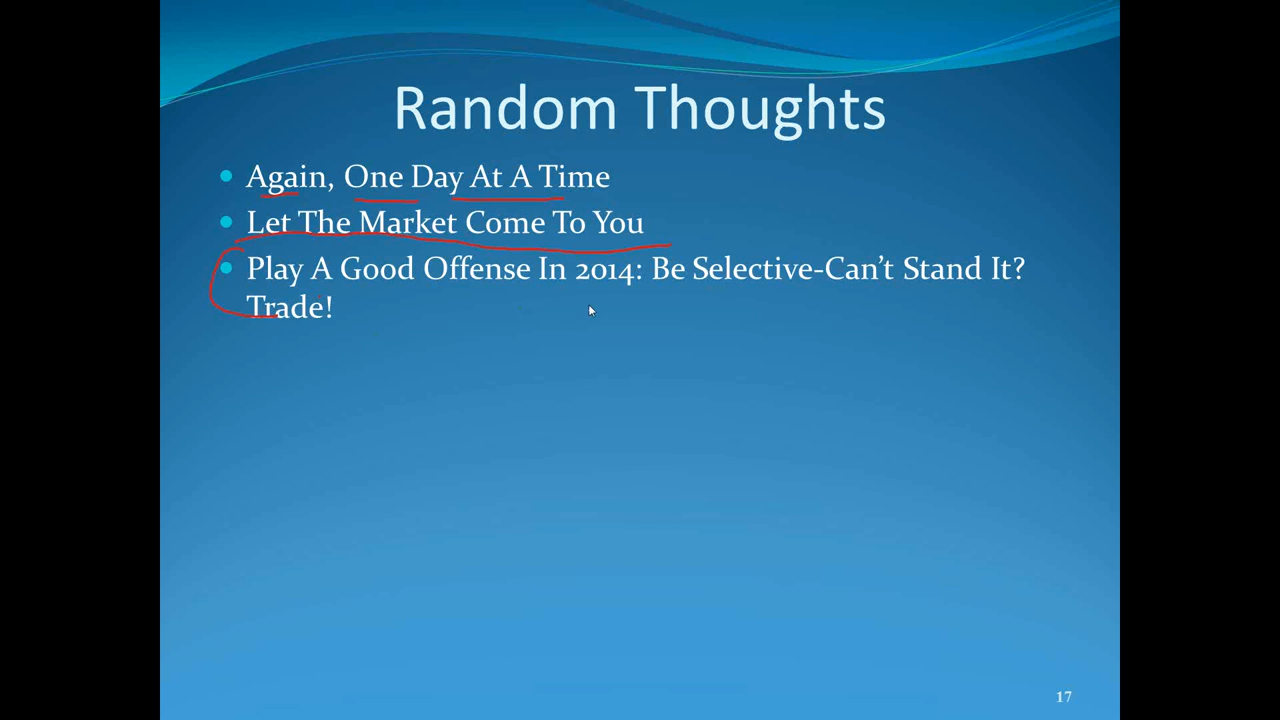 Random Thoughts
Again, One Day At A Time
Let The Market Come To You
Play A Good Offense In 2014: Be Selective-Can't Stand It?
Trade!
17